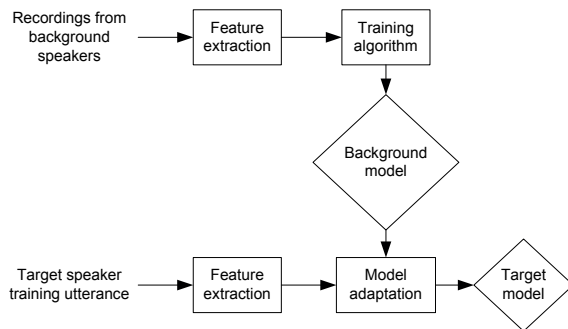 Recordings from
background
speakers
Feature
extraction
Training
algorithm
Background
model
Target speaker
training utterance
Feature
extraction
Model
adaptation
Target
model